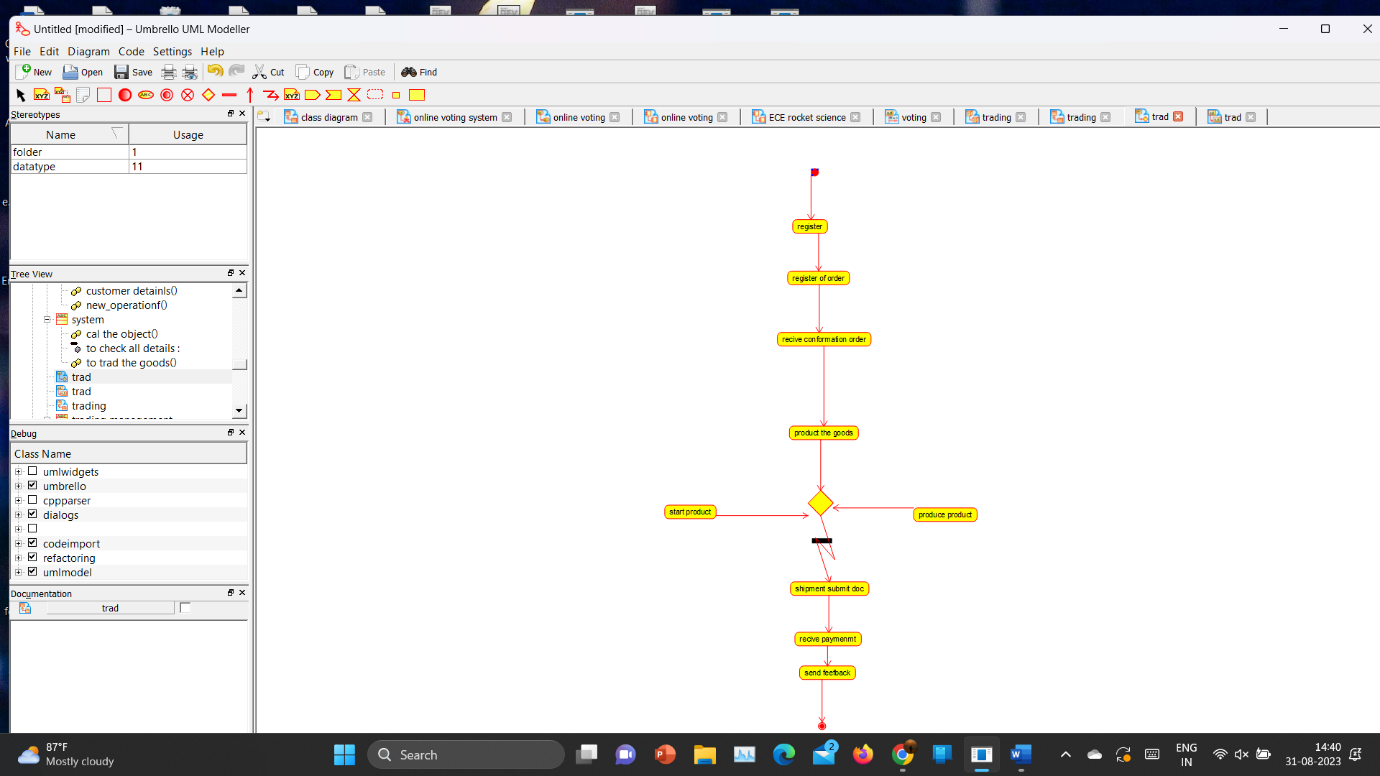 Untitled [modified] – Umbrello UML Modeller
File Edit Diagram Code Settings Help
New Open Save Cut Copy Paste Find
Stereotypes
class diagram online voting system online voting online voting ECE rocket science voting trading trading trad trad
Name Usage
folder 1
datatype 11
Tree View
customer detainls()
new_operationf()
system
cal the object()
to check all details :
to trad the goods()
trad
trad
trading
Debug
Class Name
umlwidgets
umbrello
cppparser
dialogs
codeimport
refactoring
umlmodel
Documentation
trad
register
register of order
recive conformation order
product the goods
start product
produce product
shipment submit doc
recive paymenmt
send feefback
87°F
Mostly cloudy
Search
2
ENG
IN
14:40
31-08-2023